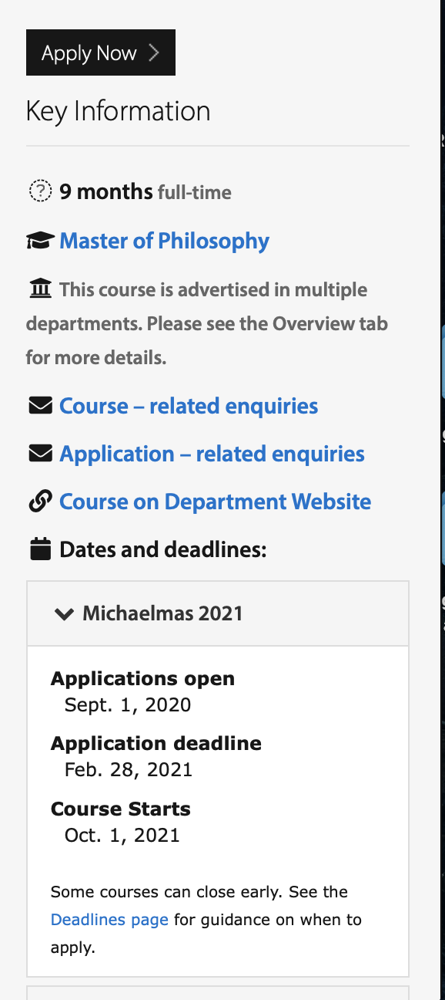 Apply Now
Key Information
9 months full-time
Master of Philosophy
This course is advertised in multiple
departments. Please see the Overview tab
for more details.
Course – related enquiries
Application – related enquiries
Course on Department Website
Dates and deadlines:
Michaelmas 2021
Applications open
Sept. 1, 2020
Application deadline
Feb. 28, 2021
Course Starts
Oct. 1, 2021
Some courses can close early. See the
Deadlines page for guidance on when to
apply.